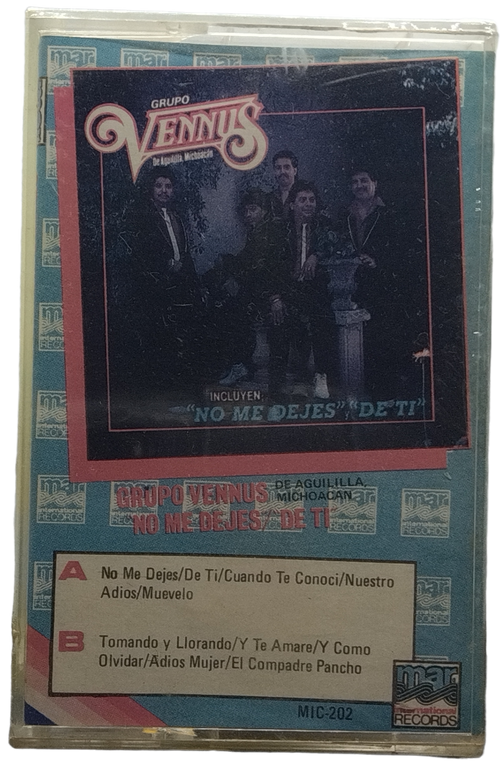 GRUPO
VENNUS
De Aguililla, Michoacán
INCLUYEN
"NO ME DEJES", "DE TI"
GRUPO VENNUS DE AGUILILLA,
MICHOACAN
"NO ME DEJES/ "DE TI"
A No Me Dejes/De Ti/Cuando Te Conoci/Nuestro
Adios/Muevelo
B Tomando y Llorando/Y Te Amare/Y Como
Olvidar/Adios Mujer/El Compadre Pancho
mar
international
RECORDS
MIC-202